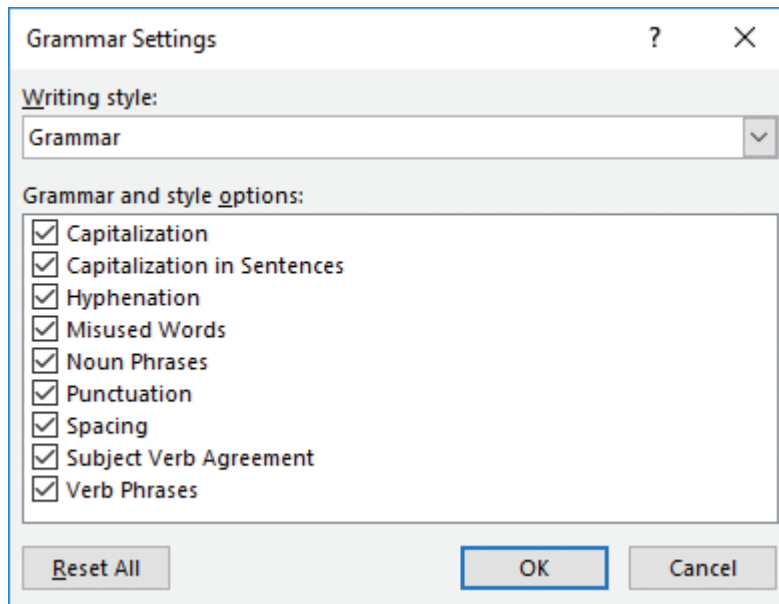 Grammar Settings ? ×
Writing style:
Grammar
Grammar and style options:
Capitalization
Capitalization in Sentences
Hyphenation
Misused Words
Noun Phrases
Punctuation
Spacing
Subject Verb Agreement
Verb Phrases
Reset All OK Cancel